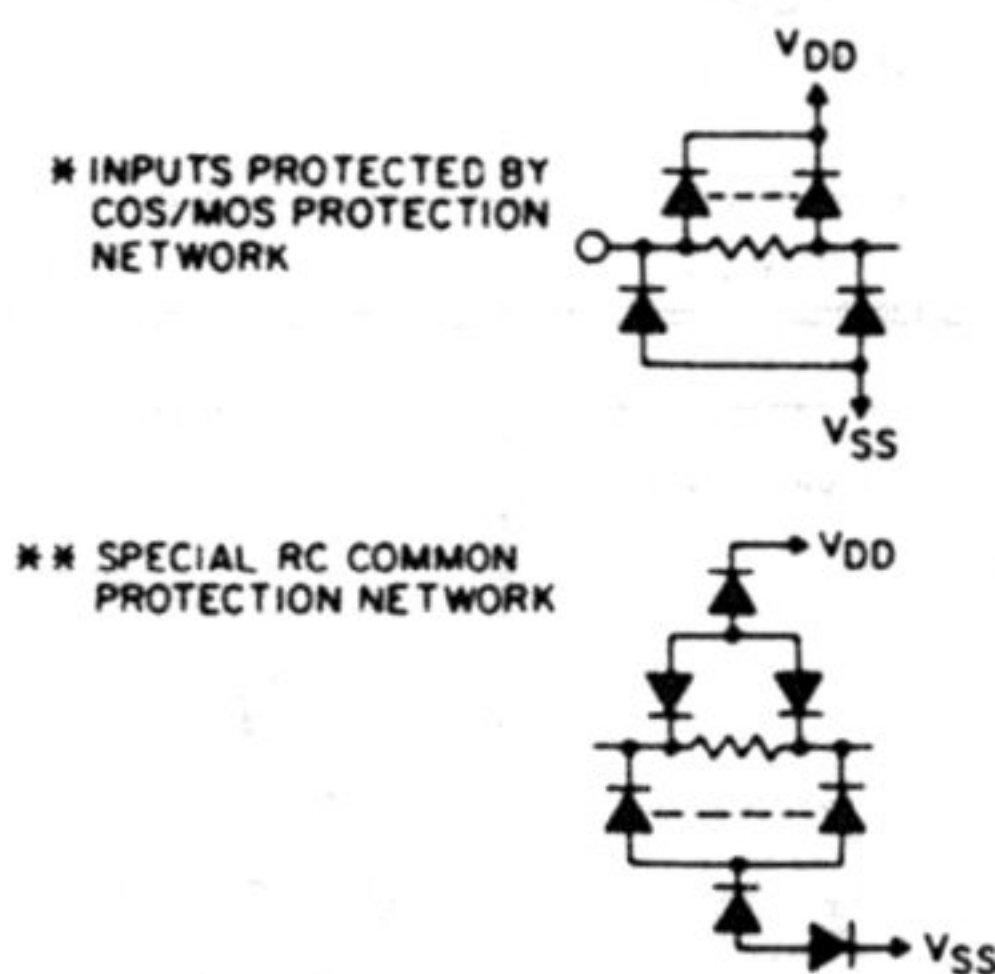 VDD
* INPUTS PROTECTED BY
COS/MOS PROTECTION
NETWORK
VSS
** SPECIAL RC COMMON
PROTECTION NETWORK
VDD
VSS